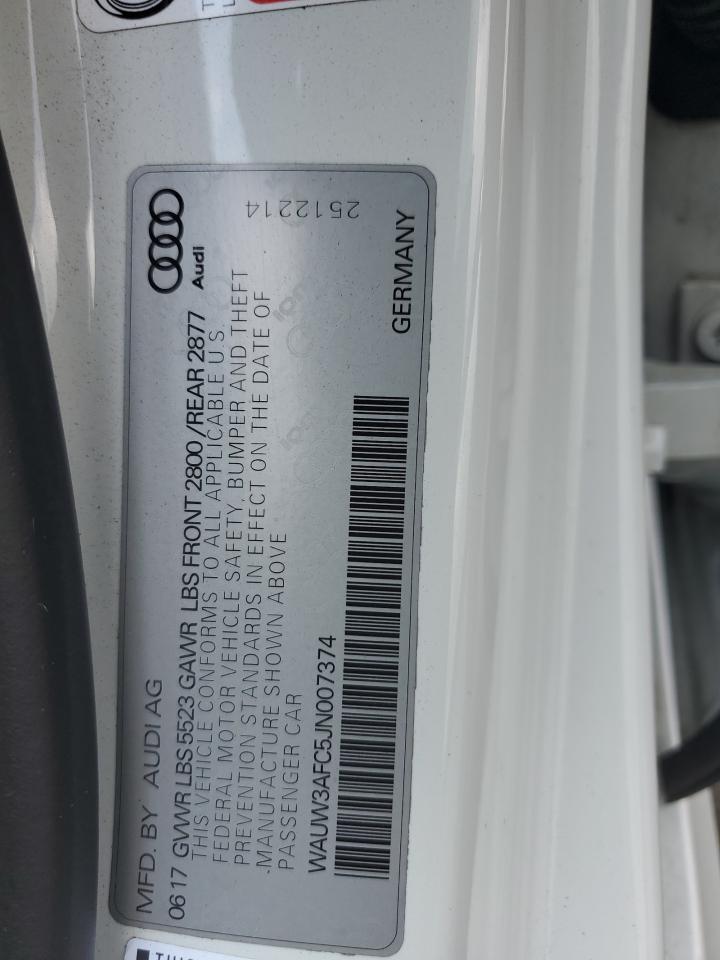 MFD. BY AUDI AG
06 17 GVWR LBS 5523 GAWR LBS FRONT 2800 / REAR 2877
Audi
THIS VEHICLE CONFORMS TO ALL APPLICABLE U S
FEDERAL MOTOR VEHICLE SAFETY, BUMPER AND THEFT
PREVENTION STANDARDS IN EFFECT ON THE DATE OF
MANUFACTURE SHOWN ABOVE
2512214
PASSENGER CAR
WAUW3AFC5JN007374
GERMANY